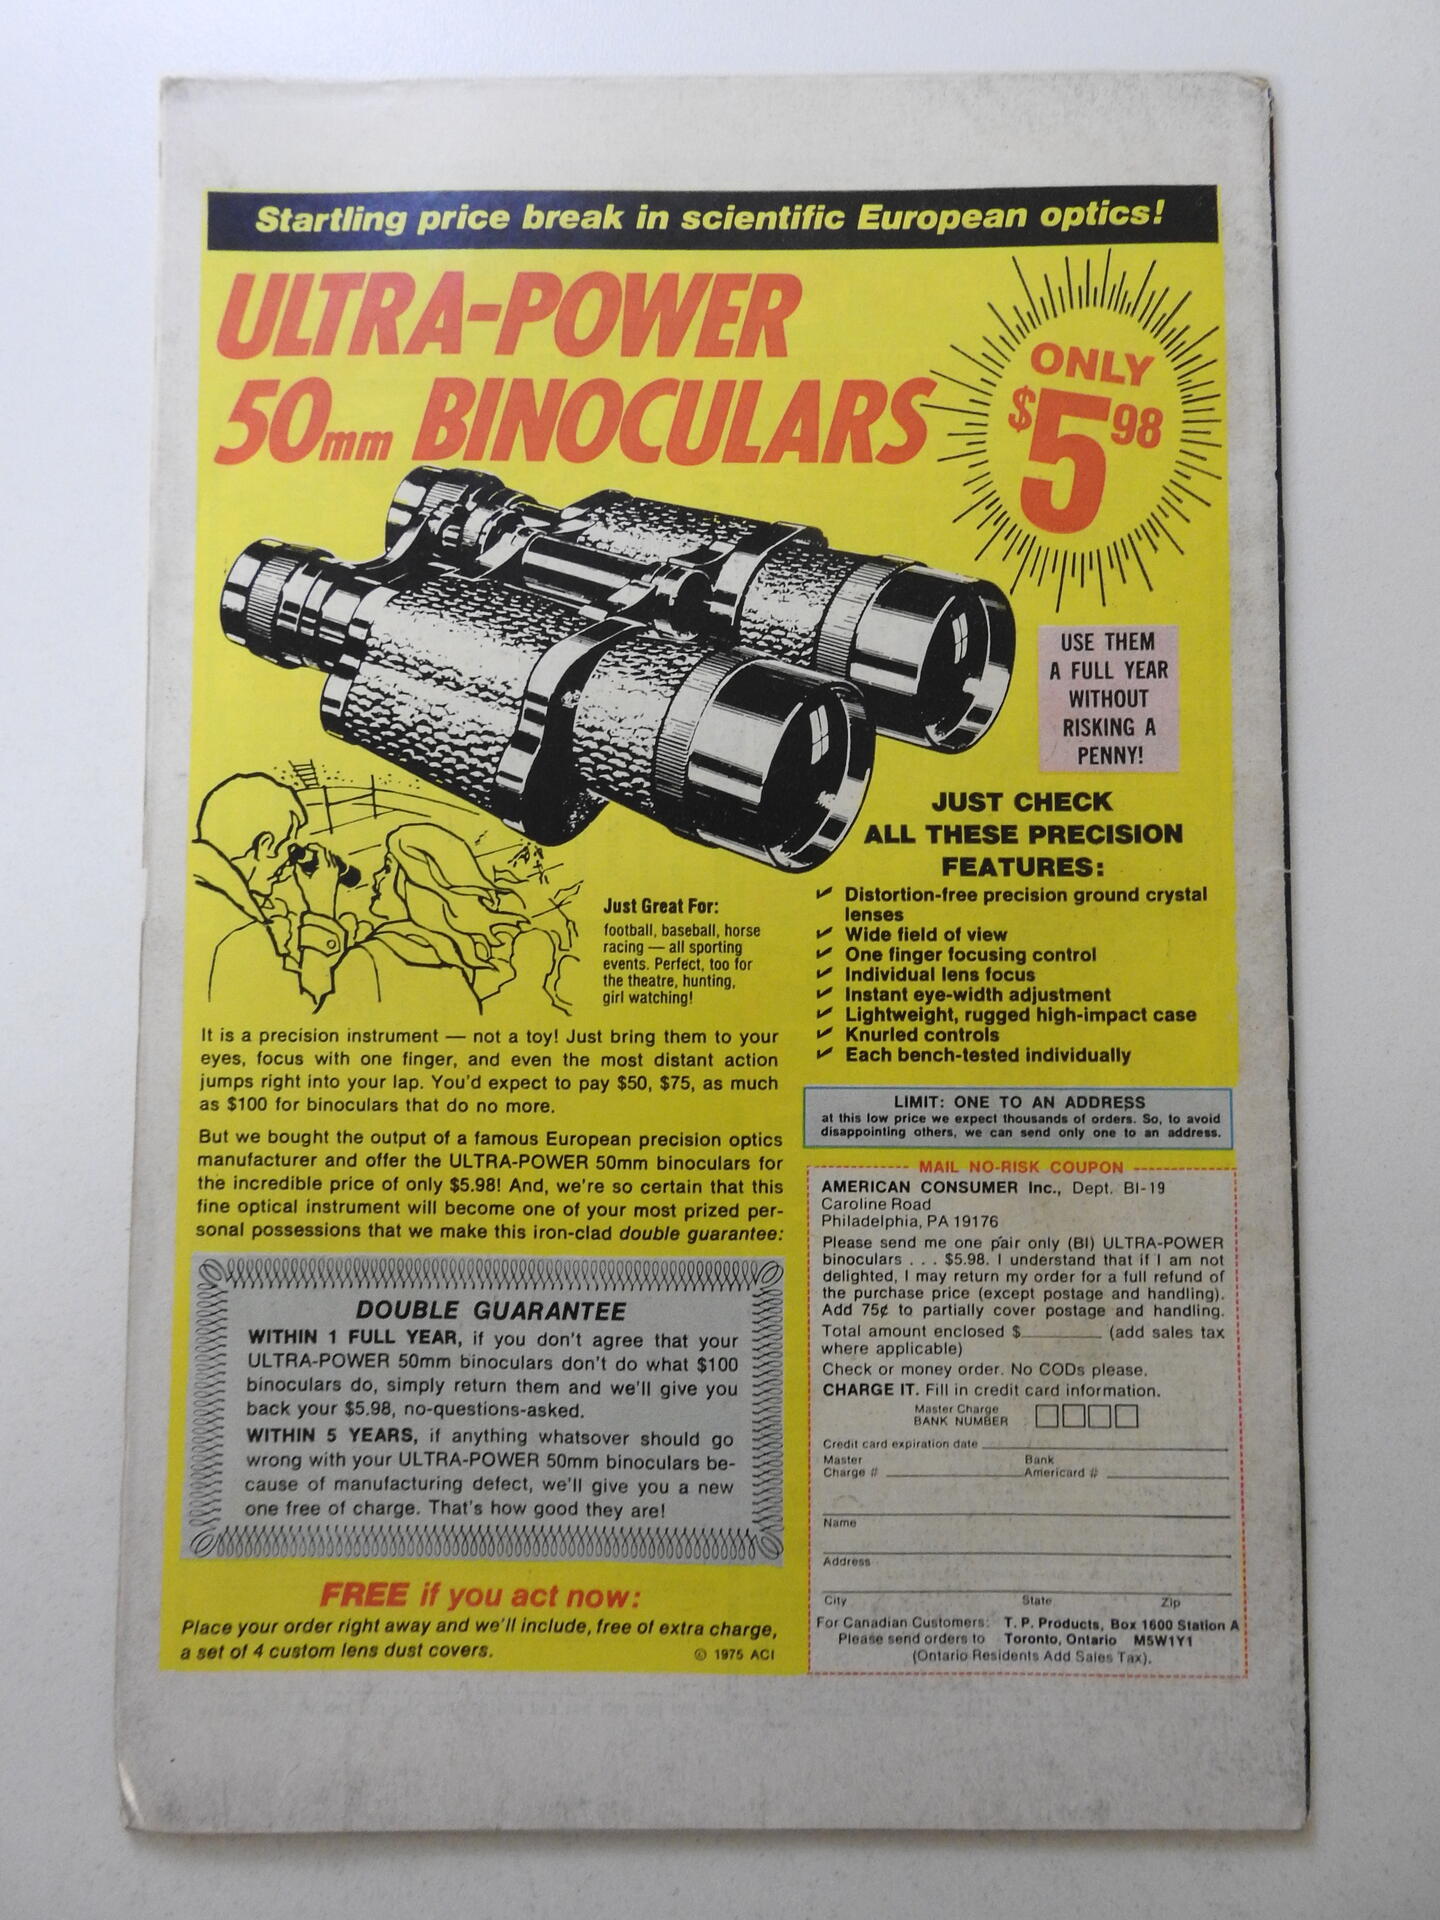 Startling price break in scientific European optics!
ULTRA-POWER
50mm BINOCULARS
ONLY
$5 98
USE THEM
A FULL YEAR
WITHOUT
RISKING A
PENNY!
JUST CHECK
ALL THESE PRECISION
FEATURES:
✓ Distortion-free precision ground crystal
lenses
✓ Wide field of view
✓ One finger focusing control
✓ Individual lens focus
✓ Instant eye-width adjustment
✓ Lightweight, rugged high-impact case
✓ Knurled controls
✓ Each bench-tested individually
Just Great For:
football, baseball, horse
racing — all sporting
events. Perfect, too for
the theatre, hunting,
girl watching!
It is a precision instrument — not a toy! Just bring them to your
eyes, focus with one finger, and even the most distant action
jumps right into your lap. You'd expect to pay $50, $75, as much
as $100 for binoculars that do no more.
But we bought the output of a famous European precision optics
manufacturer and offer the ULTRA-POWER 50mm binoculars for
the incredible price of only $5.98! And, we're so certain that this
fine optical instrument will become one of your most prized per-
sonal possessions that we make this iron-clad double guarantee:
DOUBLE GUARANTEE
WITHIN 1 FULL YEAR, if you don't agree that your
ULTRA-POWER 50mm binoculars don't do what $100
binoculars do, simply return them and we'll give you
back your $5.98, no-questions-asked.
WITHIN 5 YEARS, if anything whatsover should go
wrong with your ULTRA-POWER 50mm binoculars be-
cause of manufacturing defect, we'll give you a new
one free of charge. That's how good they are!
FREE if you act now:
Place your order right away and we'll include, free of extra charge,
a set of 4 custom lens dust covers.
© 1975 ACI
LIMIT: ONE TO AN ADDRESS
at this low price we expect thousands of orders. So, to avoid
disappointing others, we can send only one to an address.
MAIL NO-RISK COUPON
AMERICAN CONSUMER Inc., Dept. BI-19
Caroline Road
Philadelphia, PA 19176
Please send me one pair only (BI) ULTRA-POWER
binoculars . . . $5.98. I understand that if I am not
delighted, I may return my order for a full refund of
the purchase price (except postage and handling).
Add 75¢ to partially cover postage and handling.
Total amount enclosed $________ (add sales tax
where applicable)
Check or money order. No CODs please.
CHARGE IT. Fill in credit card information.
Master Charge
BANK NUMBER
Credit card expiration date
Master Bank
Charge # Americard #
Name
Address
City State Zip
For Canadian Customers: T. P. Products, Box 1600 Station A
Please send orders to Toronto, Ontario M5W1Y1
(Ontario Residents Add Sales Tax).